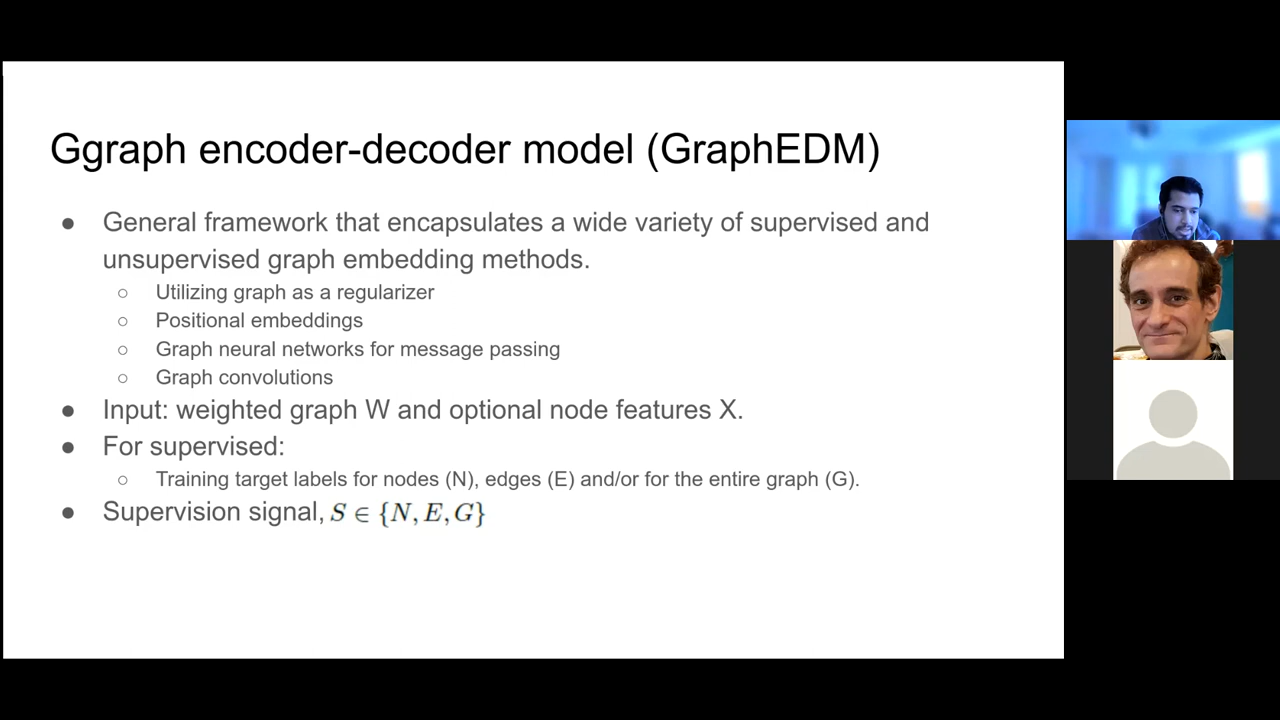 Ggraph encoder-decoder model (GraphEDM)
● General framework that encapsulates a wide variety of supervised and
unsupervised graph embedding methods.
○ Utilizing graph as a regularizer
○ Positional embeddings
○ Graph neural networks for message passing
○ Graph convolutions
● Input: weighted graph W and optional node features X.
● For supervised:
○ Training target labels for nodes (N), edges (E) and/or for the entire graph (G).
● Supervision signal, S ∈ {N, E, G}